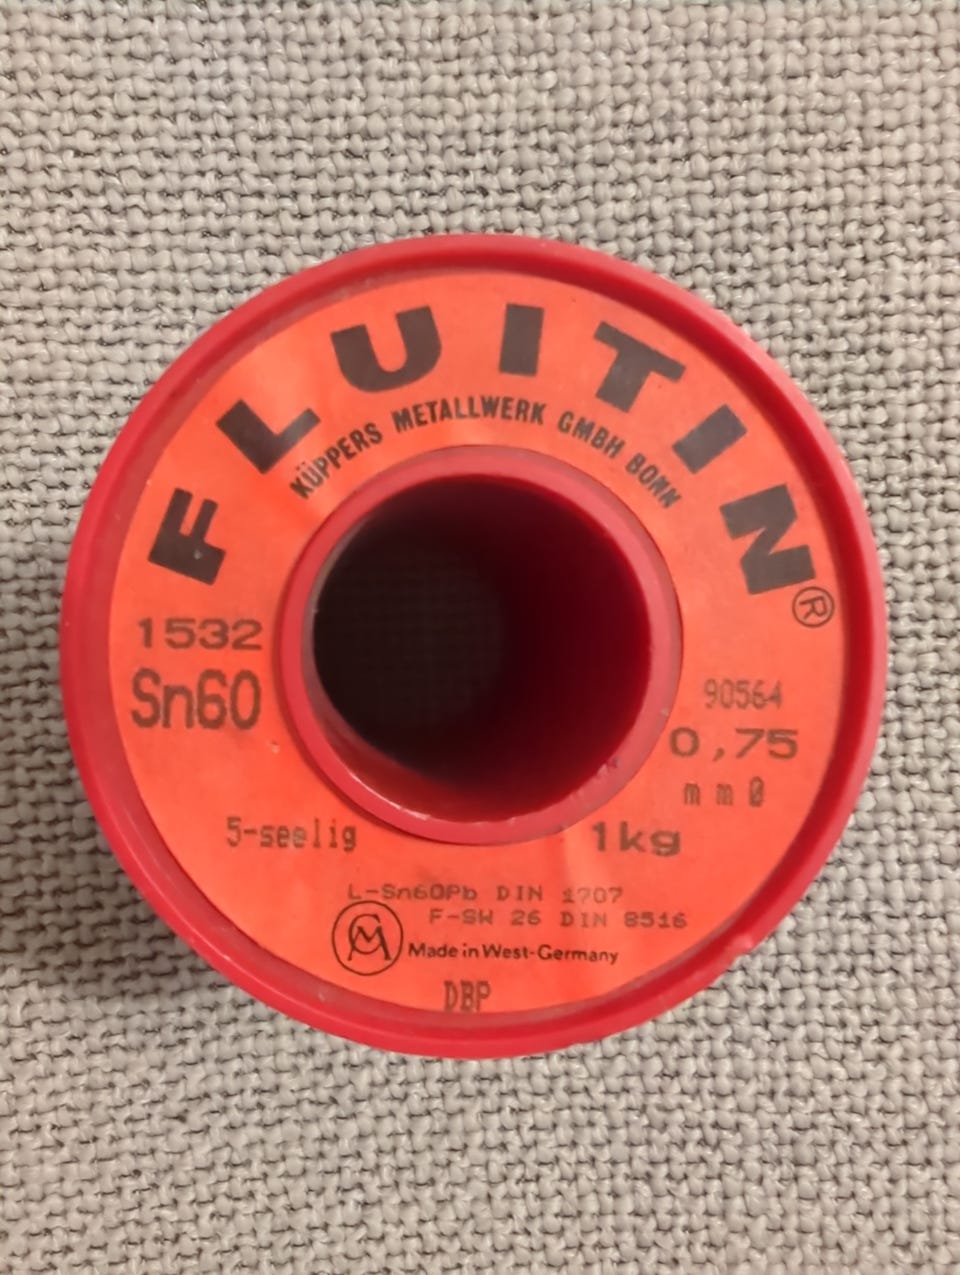 FLUITIN®
KÜPPERS METALLWERK GMBH BONN
1532
Sn60
90564
0,75
mm Ø
5-seelig
1kg
L-Sn60Pb DIN 1707
F-SW 26 DIN 8516
Made in West-Germany
DBP